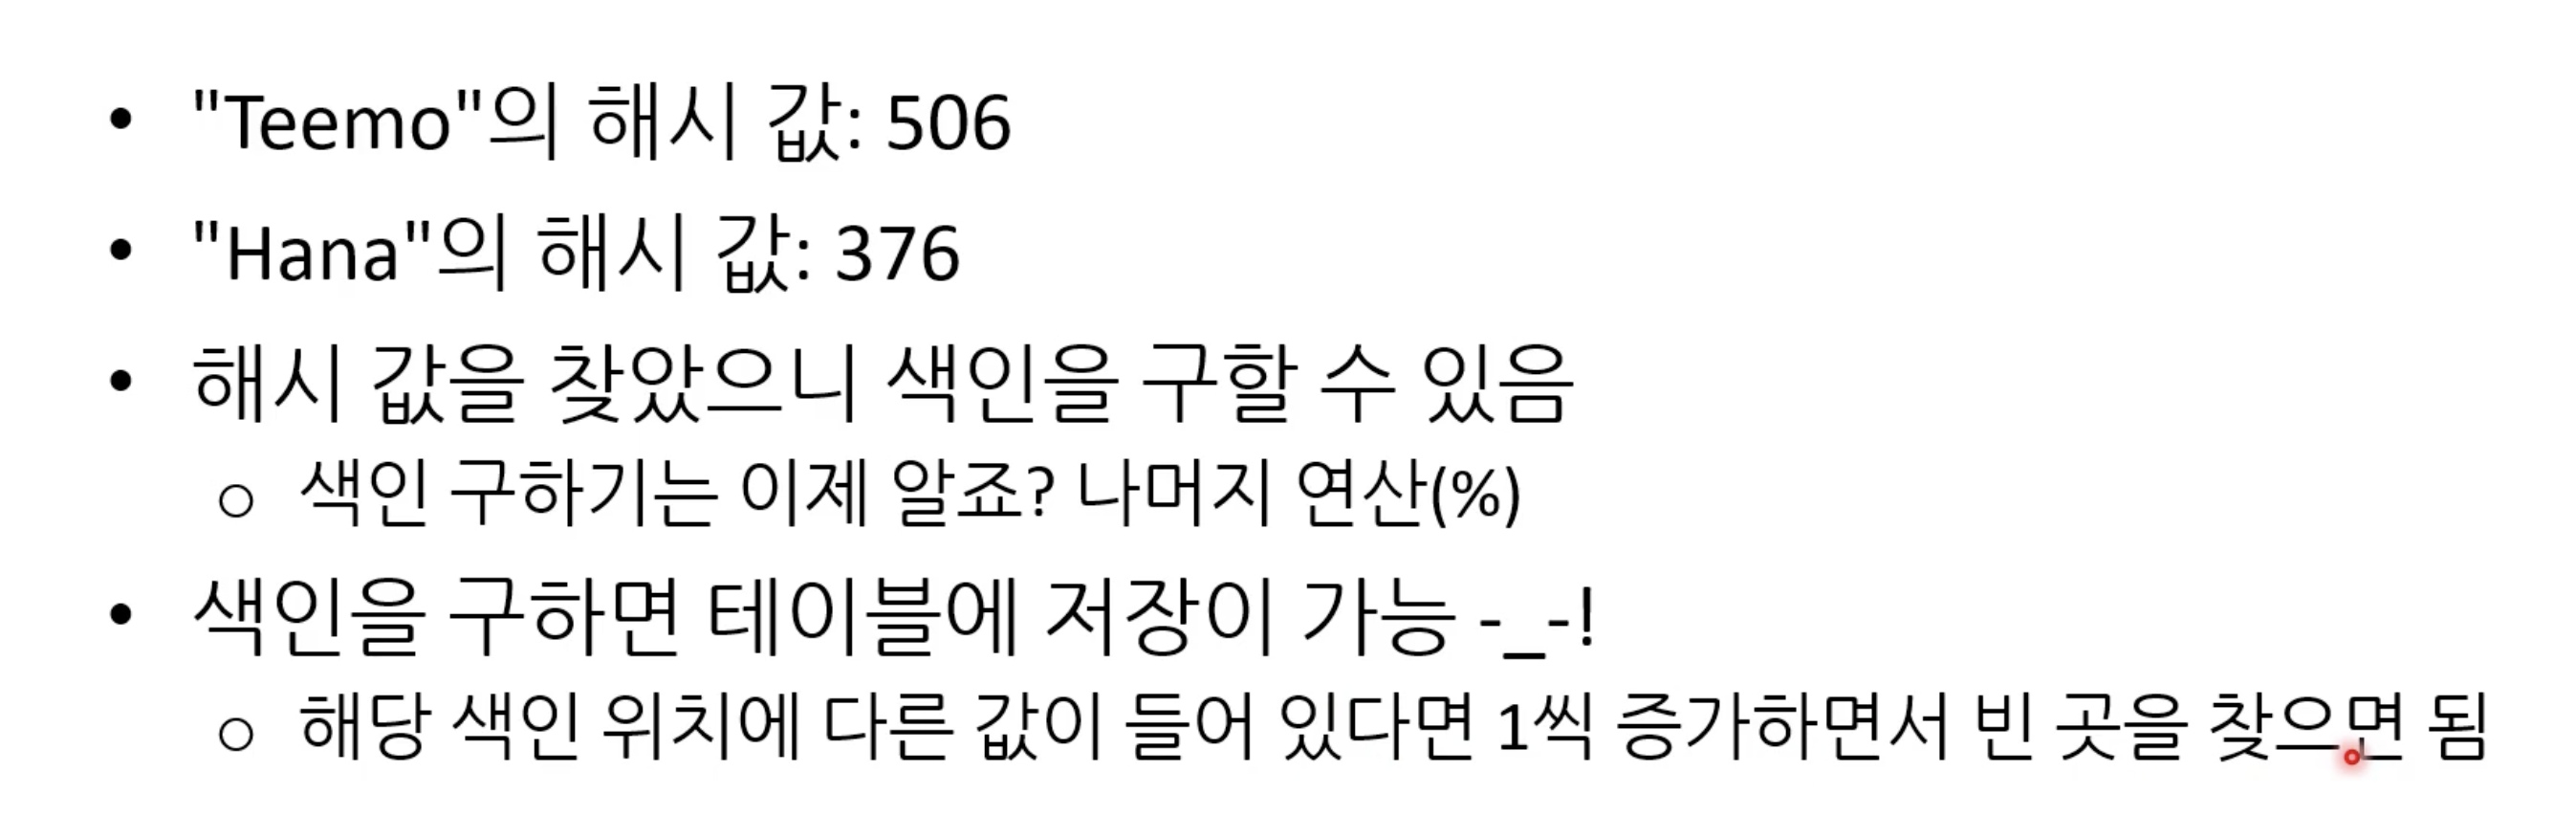 • "Teemo"의 해시 값: 506
• "Hana"의 해시 값: 376
• 해시 값을 찾았으니 색인을 구할 수 있음
○ 색인 구하기는 이제 알죠? 나머지 연산(%)
• 색인을 구하면 테이블에 저장이 가능 -_-!
○ 해당 색인 위치에 다른 값이 들어 있다면 1씩 증가하면서 빈 곳을 찾으면 됨